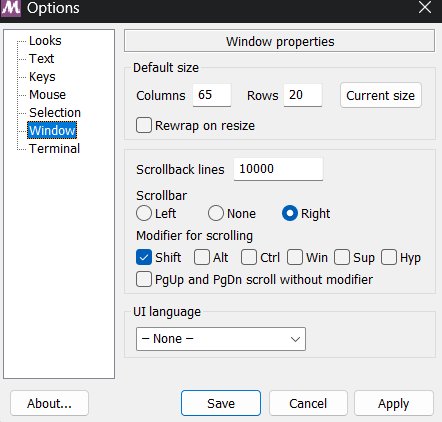 Options
Looks
Text
Keys
Mouse
Selection
Window
Terminal
Window properties
Default size
Columns 65 Rows 20 Current size
Rewrap on resize
Scrollback lines 10000
Scrollbar
Left None Right
Modifier for scrolling
Shift Alt Ctrl Win Sup Hyp
PgUp and PgDn scroll without modifier
UI language
– None –
About... Save Cancel Apply